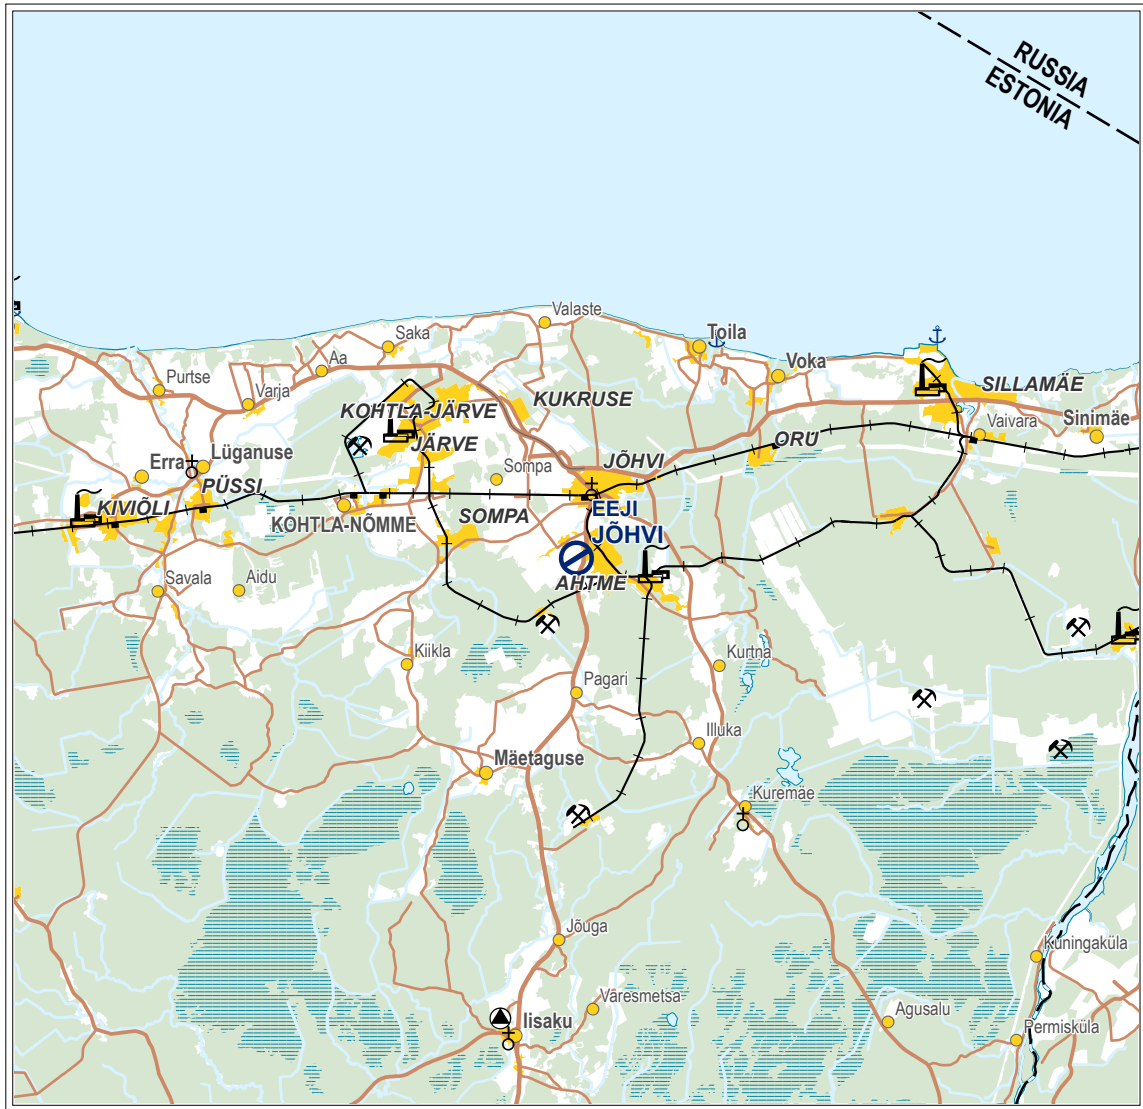 RUSSIA
ESTONIA
Valaste
Saka
Toila
Aa
Voka
Purtse
Varja
SILLAMÄE
KUKRUSE
KOHTLA-JÄRVE
Vaivara
Sinimäe
ORU
JÄRVE
Lüganuse
Erra
Sompa
JÕHVI
PÜSSI
KIVIÕLI
EEJI
SOMPA
KOHTLA-NÕMME
JÕHVI
Savala
Aidu
AHTME
Kiikla
Kurtna
Pagari
Illuka
Mäetaguse
Kuremäe
Jõuga
Kuningaküla
Väresmetsa
Agusalu
Iisaku
Permisküla